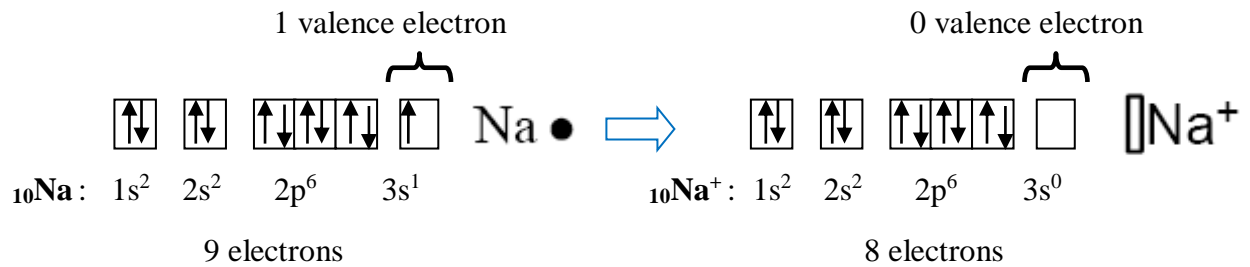 1 valence electron 0 valence electron
Na • ▯Na⁺
₁₀Na : 1s² 2s² 2p⁶ 3s¹ ₁₀Na⁺ : 1s² 2s² 2p⁶ 3s⁰
9 electrons 8 electrons